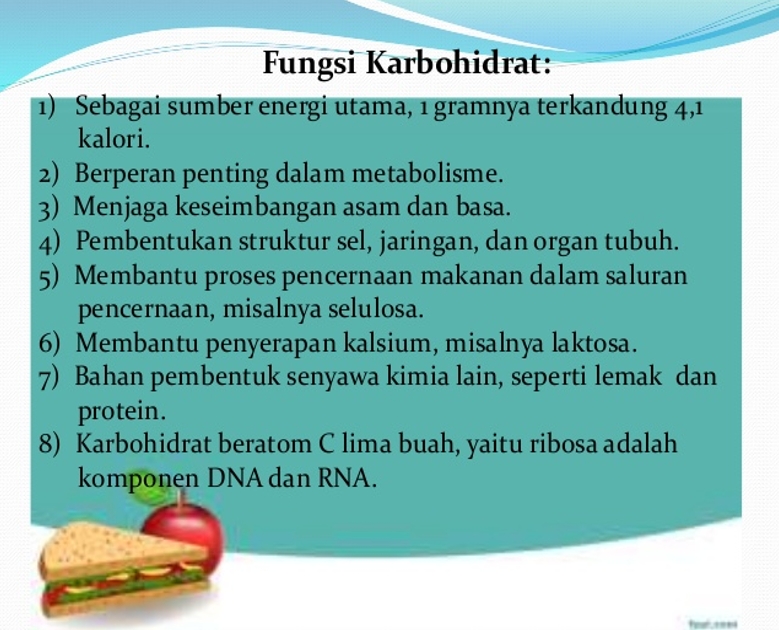 Fungsi Karbohidrat:
1) Sebagai sumber energi utama, 1 gramnya terkandung 4,1
kalori.
2) Berperan penting dalam metabolisme.
3) Menjaga keseimbangan asam dan basa.
4) Pembentukan struktur sel, jaringan, dan organ tubuh.
5) Membantu proses pencernaan makanan dalam saluran
pencernaan, misalnya selulosa.
6) Membantu penyerapan kalsium, misalnya laktosa.
7) Bahan pembentuk senyawa kimia lain, seperti lemak dan
protein.
8) Karbohidrat beratom C lima buah, yaitu ribosa adalah
komponen DNA dan RNA.